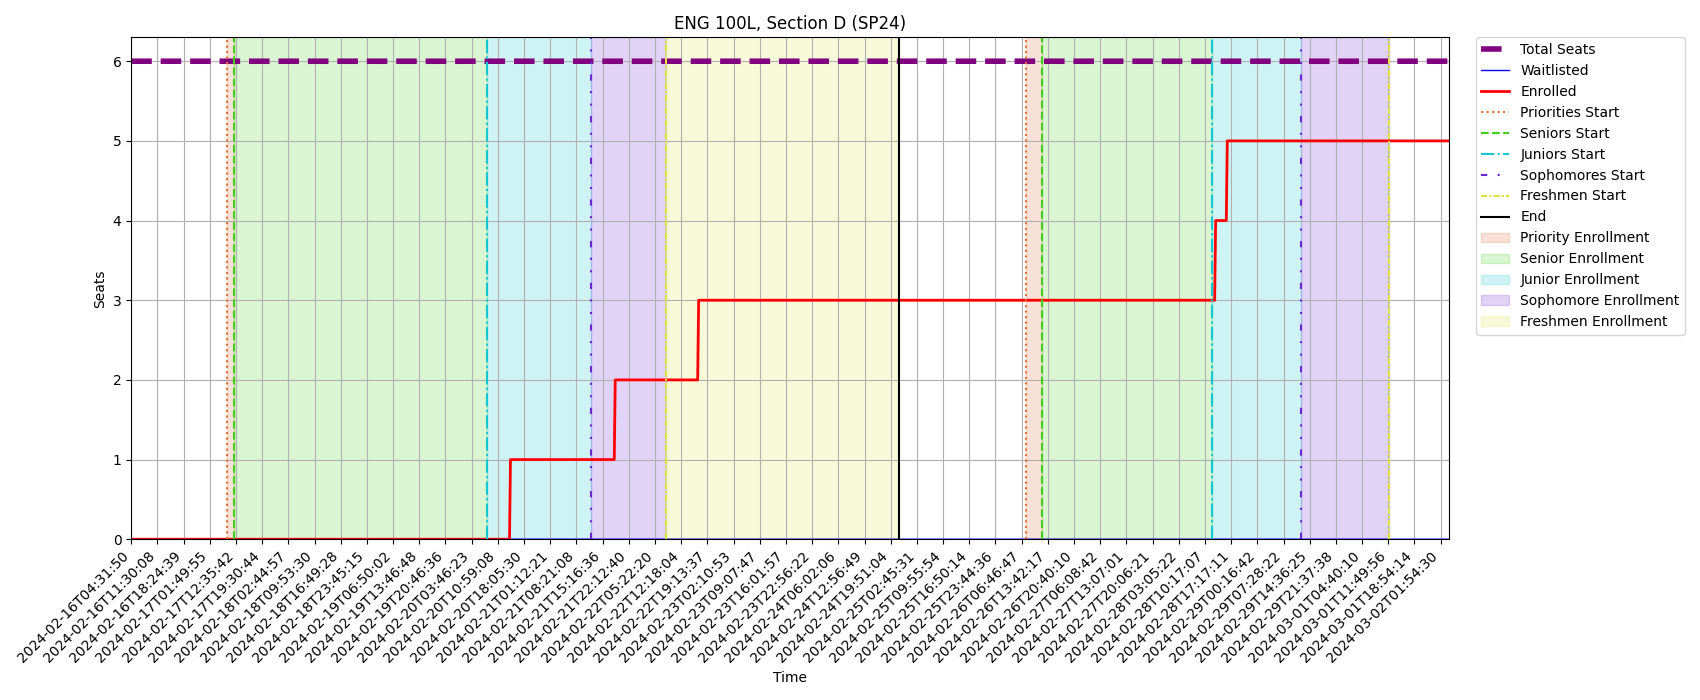 ENG 100L, Section D (SP24)
Seats
6
5
4
3
2
1
0
2024-02-16T04:31:50
2024-02-16T11:30:08
2024-02-16T18:24:39
2024-02-17T01:49:55
2024-02-17T12:35:42
2024-02-17T19:30:44
2024-02-18T02:44:57
2024-02-18T09:53:30
2024-02-18T16:49:28
2024-02-18T23:45:15
2024-02-19T06:50:02
2024-02-19T13:46:48
2024-02-19T20:46:36
2024-02-20T03:46:23
2024-02-20T10:59:08
2024-02-20T18:05:30
2024-02-21T01:12:21
2024-02-21T08:21:08
2024-02-21T15:16:36
2024-02-21T22:12:40
2024-02-22T05:22:20
2024-02-22T12:18:04
2024-02-22T19:13:37
2024-02-23T02:10:53
2024-02-23T09:07:47
2024-02-23T16:01:57
2024-02-23T22:56:22
2024-02-24T06:02:06
2024-02-24T12:56:49
2024-02-24T19:51:04
2024-02-25T02:45:31
2024-02-25T09:55:54
2024-02-25T16:50:14
2024-02-25T23:44:36
2024-02-26T06:46:47
2024-02-26T13:42:17
2024-02-26T20:40:10
2024-02-27T06:08:42
2024-02-27T13:07:01
2024-02-27T20:06:21
2024-02-28T03:05:22
2024-02-28T10:17:07
2024-02-28T17:17:11
2024-02-29T00:16:42
2024-02-29T07:28:22
2024-02-29T14:36:25
2024-02-29T21:37:38
2024-03-01T04:40:10
2024-03-01T11:49:56
2024-03-01T18:54:14
2024-03-02T01:54:30
Time
Total Seats
Waitlisted
Enrolled
Priorities Start
Seniors Start
Juniors Start
Sophomores Start
Freshmen Start
End
Priority Enrollment
Senior Enrollment
Junior Enrollment
Sophomore Enrollment
Freshmen Enrollment